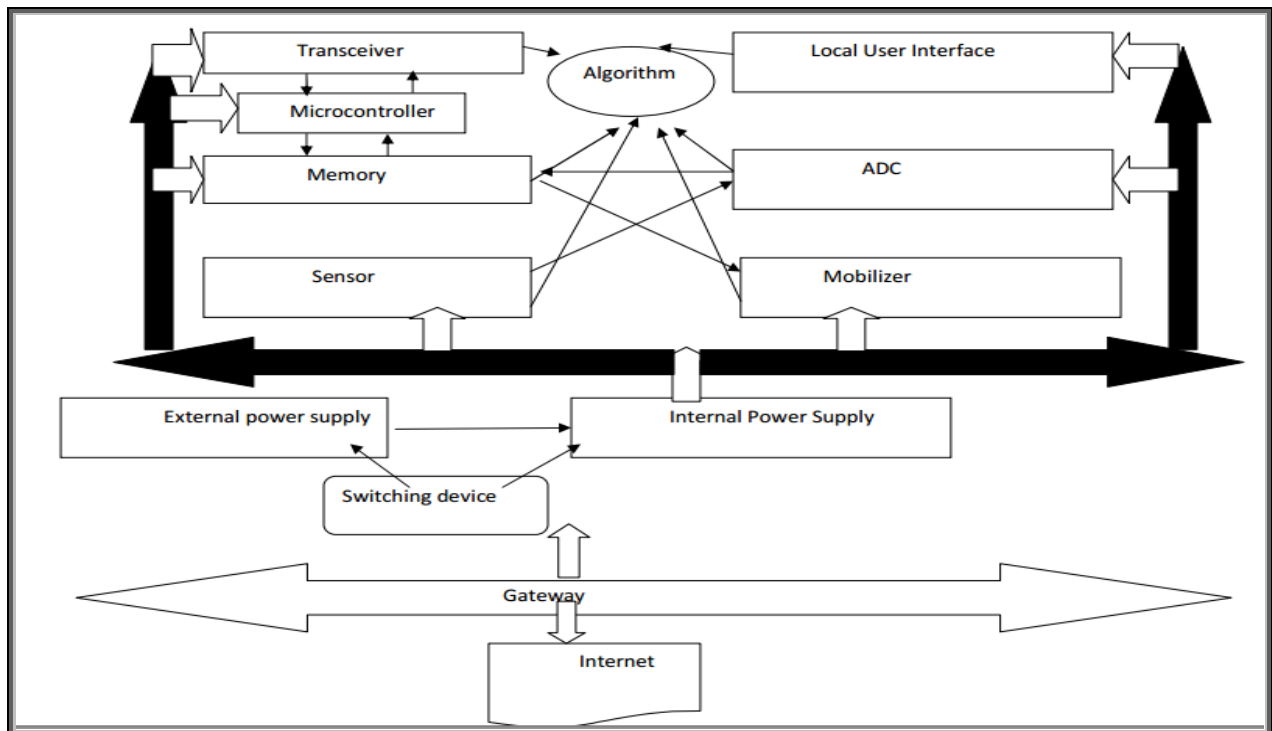 Transceiver
Local User Interface
Algorithm
Microcontroller
Memory
ADC
Sensor
Mobilizer
External power supply
Internal Power Supply
Switching device
Gateway
Internet